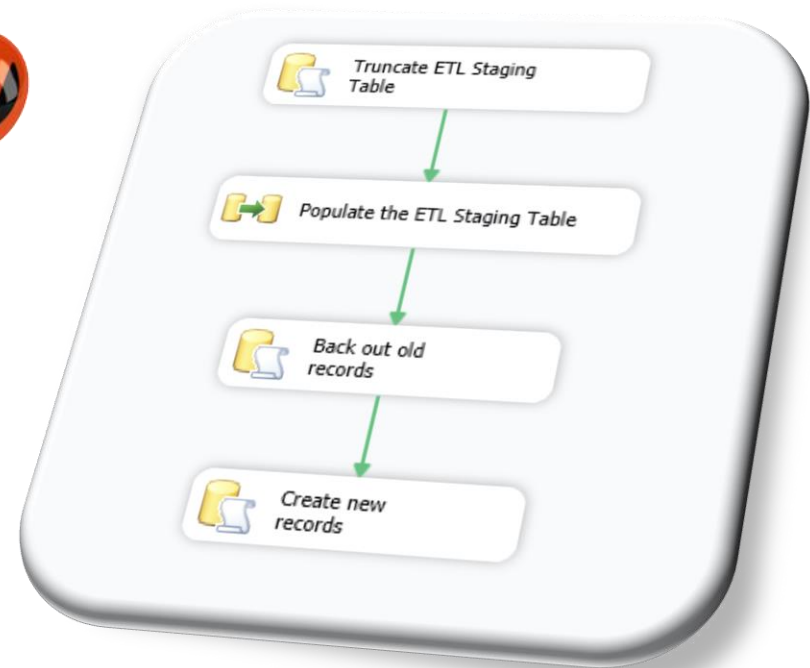 Truncate ETL Staging
Table
Populate the ETL Staging Table
Back out old
records
Create new
records